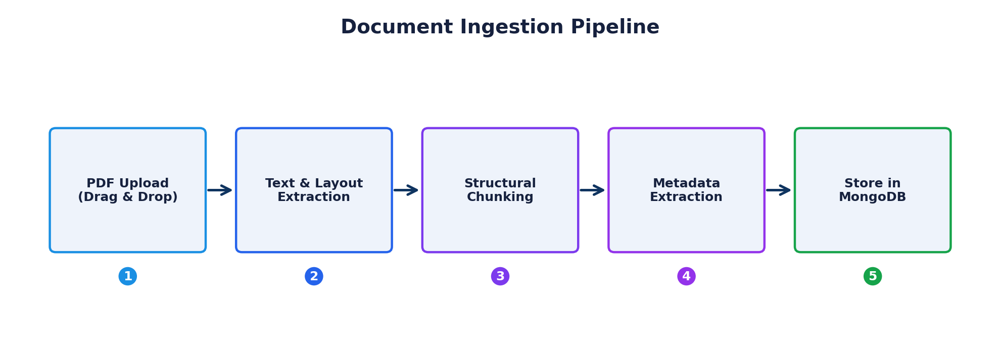 Document Ingestion Pipeline
PDF Upload
(Drag & Drop)
Text & Layout
Extraction
Structural
Chunking
Metadata
Extraction
Store in
MongoDB
1
2
3
4
5